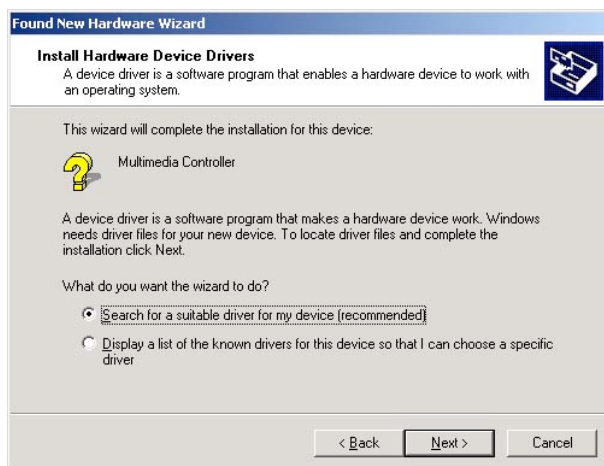 Found New Hardware Wizard
Install Hardware Device Drivers
A device driver is a software program that enables a hardware device to work with
an operating system.
This wizard will complete the installation for this device:
Multimedia Controller
A device driver is a software program that makes a hardware device work. Windows
needs driver files for your new device. To locate driver files and complete the
installation click Next.
What do you want the wizard to do?
Search for a suitable driver for my device (recommended)
Display a list of the known drivers for this device so that I can choose a specific
driver
< Back Next > Cancel